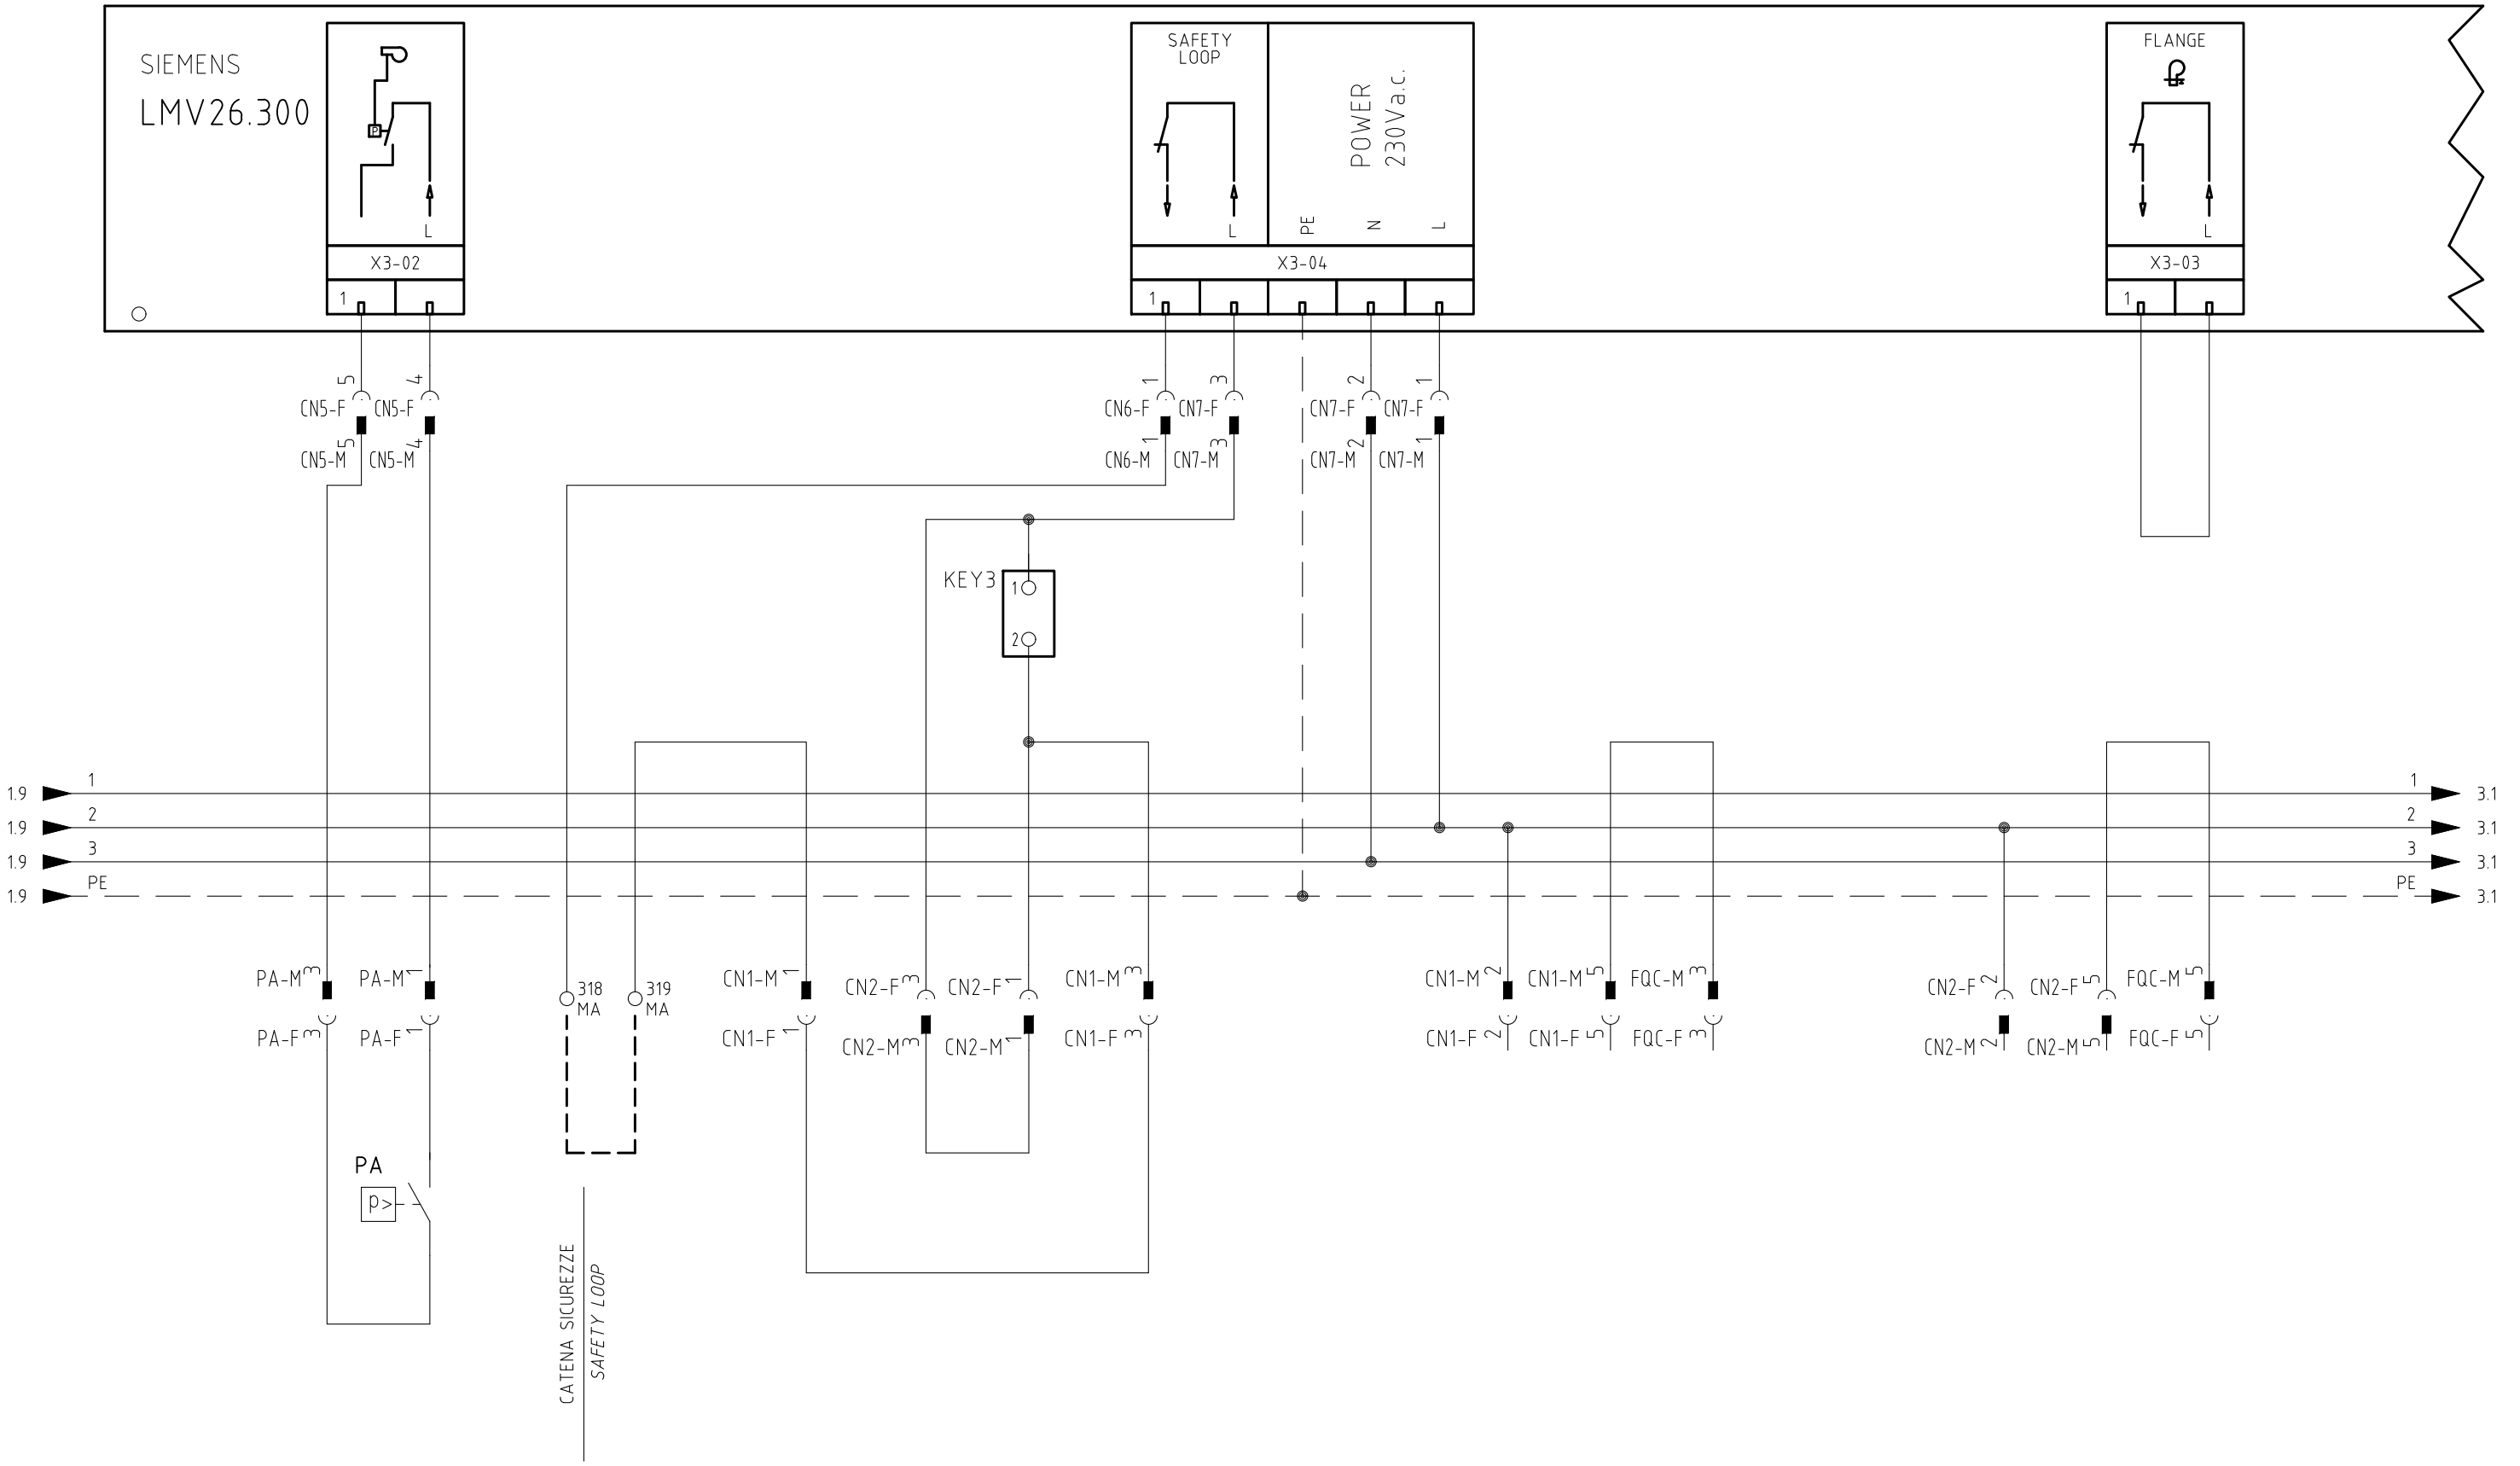 SIEMENS
LMV26.300
P
L
X3-02
1
SAFETY
LOOP
L
POWER
230Va.c.
PE
N
L
X3-04
1
FLANGE
L
X3-03
1
5
CN5-F
4
CN5-F
5
CN5-M
4
CN5-M
1
CN6-F
3
CN7-F
2
CN7-F
1
CN7-F
1
CN6-M
3
CN7-M
2
CN7-M
1
CN7-M
KEY3
1
2
1.9
1
1
3.1
1.9
2
2
3.1
1.9
3
3
3.1
1.9
PE
PE
3.1
PA-M 3
PA-M 1
318
MA
319
MA
CN1-M 1
CN2-F 3
CN2-F 1
CN1-M 3
CN1-M 2
CN1-M 5
FQC-M 3
CN2-F 2
CN2-F 5
FQC-M 5
PA-F 3
PA-F 1
CN1-F 1
CN2-M 3
CN2-M 1
CN1-F 3
CN1-F 2
CN1-F 5
FQC-F 3
CN2-M 2
CN2-M 5
FQC-F 5
PA
p>
CATENA SICUREZZE
SAFETY LOOP